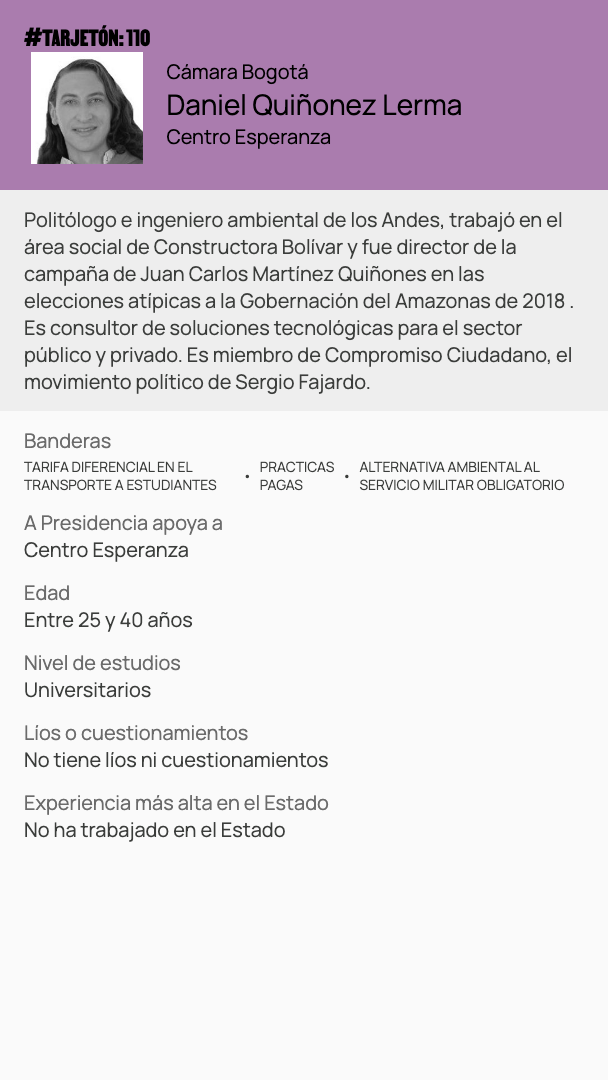 #TARJETÓN: 110
Cámara Bogotá
Daniel Quiñonez Lerma
Centro Esperanza
Politólogo e ingeniero ambiental de los Andes, trabajó en el
área social de Constructora Bolívar y fue director de la
campaña de Juan Carlos Martínez Quiñones en las
elecciones atípicas a la Gobernación del Amazonas de 2018 .
Es consultor de soluciones tecnológicas para el sector
público y privado. Es miembro de Compromiso Ciudadano, el
movimiento político de Sergio Fajardo.
Banderas
TARIFA DIFERENCIAL EN EL
TRANSPORTE A ESTUDIANTES
• PRACTICAS
PAGAS
• ALTERNATIVA AMBIENTAL AL
SERVICIO MILITAR OBLIGATORIO
A Presidencia apoya a
Centro Esperanza
Edad
Entre 25 y 40 años
Nivel de estudios
Universitarios
Líos o cuestionamientos
No tiene líos ni cuestionamientos
Experiencia más alta en el Estado
No ha trabajado en el Estado